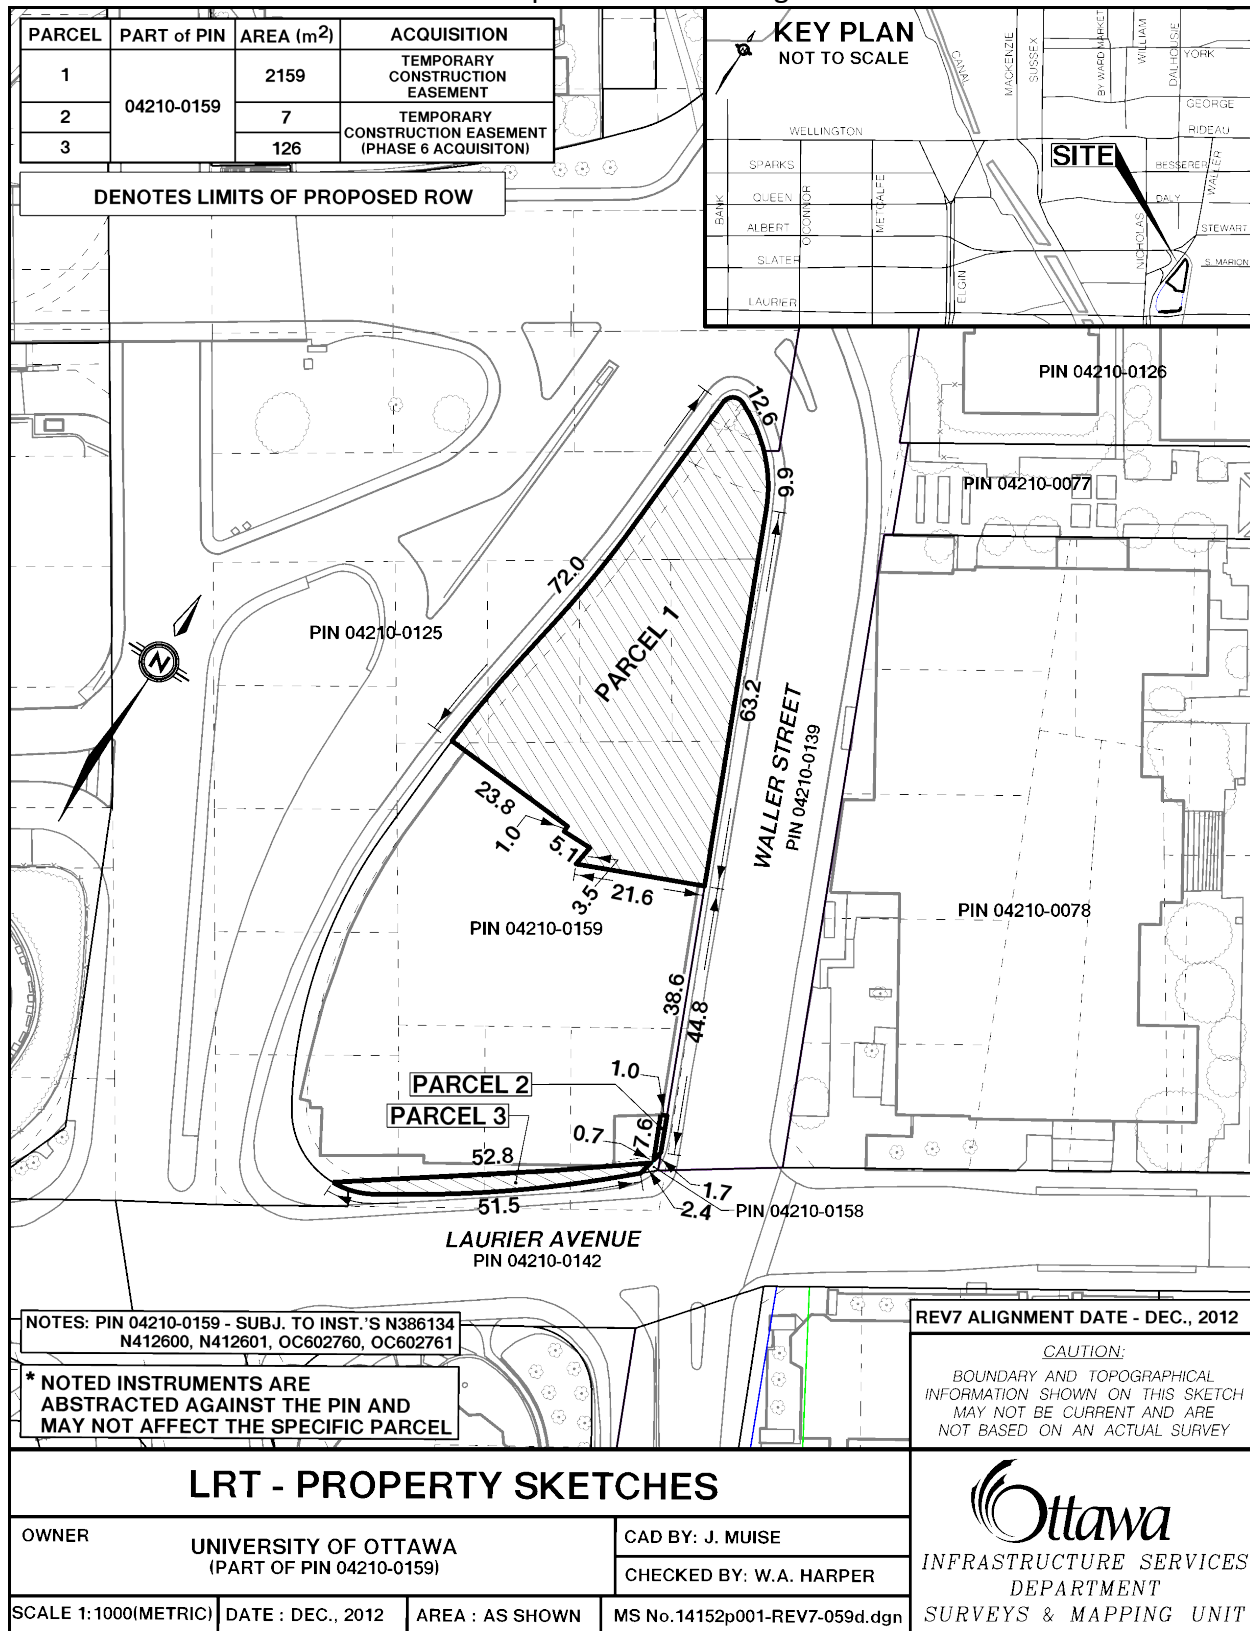 PARCEL PART of PIN AREA (m²) ACQUISITION
1 04210-0159 2159 TEMPORARY
CONSTRUCTION
EASEMENT
2 7 TEMPORARY
CONSTRUCTION EASEMENT
3 126 (PHASE 6 ACQUISITON)
DENOTES LIMITS OF PROPOSED ROW
KEY PLAN
NOT TO SCALE
CANAL
MACKENZIE
SUSSEX
BY WARD MARKET
WILLIAM
DALHOUSIE
YORK
GEORGE
RIDEAU
WELLINGTON
SITE
BESSERER
WALLER
SPARKS
QUEEN
DALY
BANK
O'CONNOR
METCALFE
ALBERT
NICHOLAS
STEWART
SLATER
ELGIN
S. MARION
LAURIER
PIN 04210-0126
12.6
9.9
PIN 04210-0077
72.0
PIN 04210-0125
PARCEL 1
N
63.2
WALLER STREET
PIN 04210-0139
23.8
1.0
5.1
3.5
21.6
PIN 04210-0159
PIN 04210-0078
38.6
44.8
PARCEL 2
1.0
PARCEL 3
0.7
7.6
52.8
51.5
1.7
2.4
PIN 04210-0158
LAURIER AVENUE
PIN 04210-0142
NOTES: PIN 04210-0159 - SUBJ. TO INST.'S N386134
N412600, N412601, OC602760, OC602761
* NOTED INSTRUMENTS ARE
ABSTRACTED AGAINST THE PIN AND
MAY NOT AFFECT THE SPECIFIC PARCEL
REV7 ALIGNMENT DATE - DEC., 2012
CAUTION:
BOUNDARY AND TOPOGRAPHICAL
INFORMATION SHOWN ON THIS SKETCH
MAY NOT BE CURRENT AND ARE
NOT BASED ON AN ACTUAL SURVEY
LRT - PROPERTY SKETCHES
OWNER
UNIVERSITY OF OTTAWA
(PART OF PIN 04210-0159)
CAD BY: J. MUISE
CHECKED BY: W.A. HARPER
SCALE 1:1000(METRIC) DATE : DEC., 2012 AREA : AS SHOWN MS No.14152p001-REV7-059d.dgn
Ottawa
INFRASTRUCTURE SERVICES
DEPARTMENT
SURVEYS & MAPPING UNIT